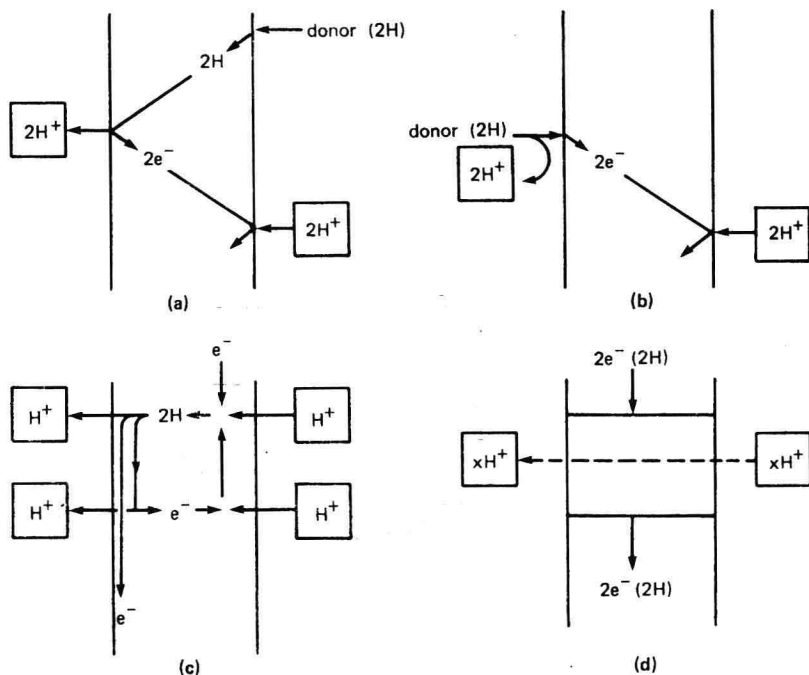 donor (2H)
2H
2H⁺
2e⁻
2H⁺
(a)
donor (2H)
2H⁺
2e⁻
2H⁺
(b)
e⁻
H⁺
2H
H⁺
H⁺
e⁻
H⁺
e⁻
(c)
2e⁻ (2H)
xH⁺
xH⁺
2e⁻ (2H)
(d)